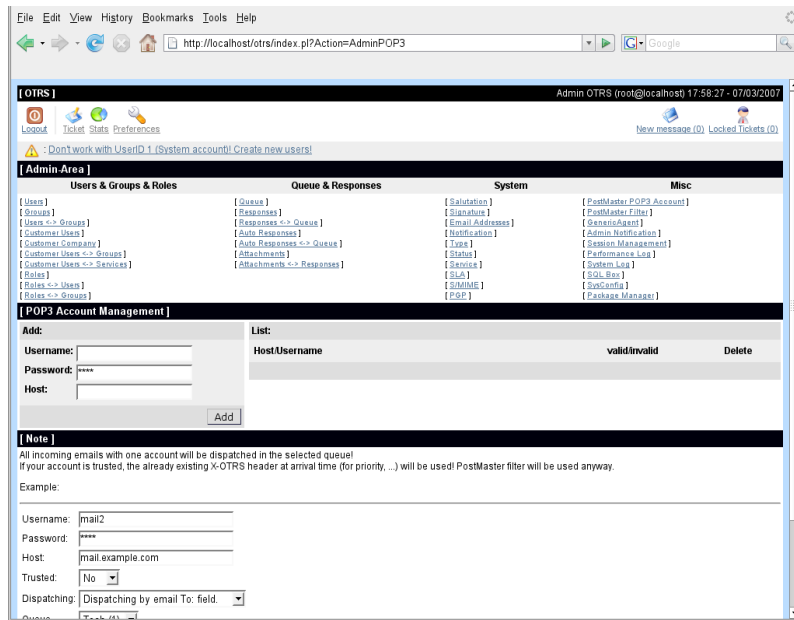 File Edit View History Bookmarks Tools Help
http://localhost/otrs/index.pl?Action=AdminPOP3
G Google
[ OTRS ]
Admin OTRS (root@localhost) 17:58:27 - 07/03/2007
Logout Ticket Stats Preferences
New message (0) Locked Tickets (0)
: Don't work with UserID 1 (System account)! Create new users!
[ Admin-Area ]
Users & Groups & Roles Queue & Responses System Misc
[ Users ] [ Queue ] [ Salutation ] [ PostMaster POP3 Account ]
[ Groups ] [ Responses ] [ Signature ] [ PostMaster Filter ]
[ Users <-> Groups ] [ Responses <-> Queue ] [ Email Addresses ] [ GenericAgent ]
[ Customer Users ] [ Auto Responses ] [ Notification ] [ Admin Notification ]
[ Customer Company ] [ Auto Responses <-> Queue ] [ Type ] [ Session Management ]
[ Customer Users <-> Groups ] [ Attachments ] [ Status ] [ Performance Log ]
[ Customer Users <-> Services ] [ Attachments <-> Responses ] [ Service ] [ System Log ]
[ Roles ] [ SLA ] [ SQL Box ]
[ Roles <-> Users ] [ S/MIME ] [ SysConfig ]
[ Roles <-> Groups ] [ PGP ] [ Package Manager ]
[ POP3 Account Management ]
Add: List:
Username: Host/Username valid/invalid Delete
Password: ****
Host:
Add
[ Note ]
All incoming emails with one account will be dispatched in the selected queue!
If your account is trusted, the already existing X-OTRS header at arrival time (for priority, ...) will be used! PostMaster filter will be used anyway.
Example:
Username: mail2
Password: ****
Host: mail.example.com
Trusted: No
Dispatching: Dispatching by email To: field.